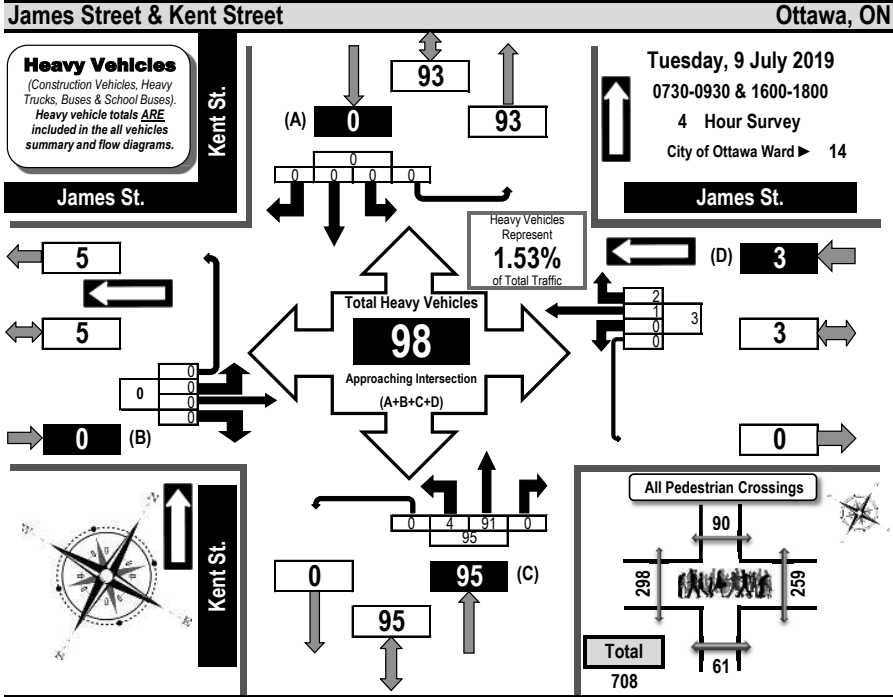 James Street & Kent Street
Ottawa, ON
Heavy Vehicles
(Construction Vehicles, Heavy
Trucks, Buses & School Buses).
Heavy vehicle totals ARE
included in the all vehicles
summary and flow diagrams.
Kent St.
James St.
93
(A) 0
93
0
0 0 0 0
Tuesday, 9 July 2019
0730-0930 & 1600-1800
4 Hour Survey
City of Ottawa Ward ► 14
James St.
Heavy Vehicles
Represent
1.53%
of Total Traffic
5
5
0
0
0
0
0
0 (B)
Total Heavy Vehicles
98
Approaching Intersection
(A+B+C+D)
(D) 3
2
1
0
0
3
3
0
Kent St.
0 4 91 0
95
0
95 (C)
95
All Pedestrian Crossings
90
298
259
61
Total
708